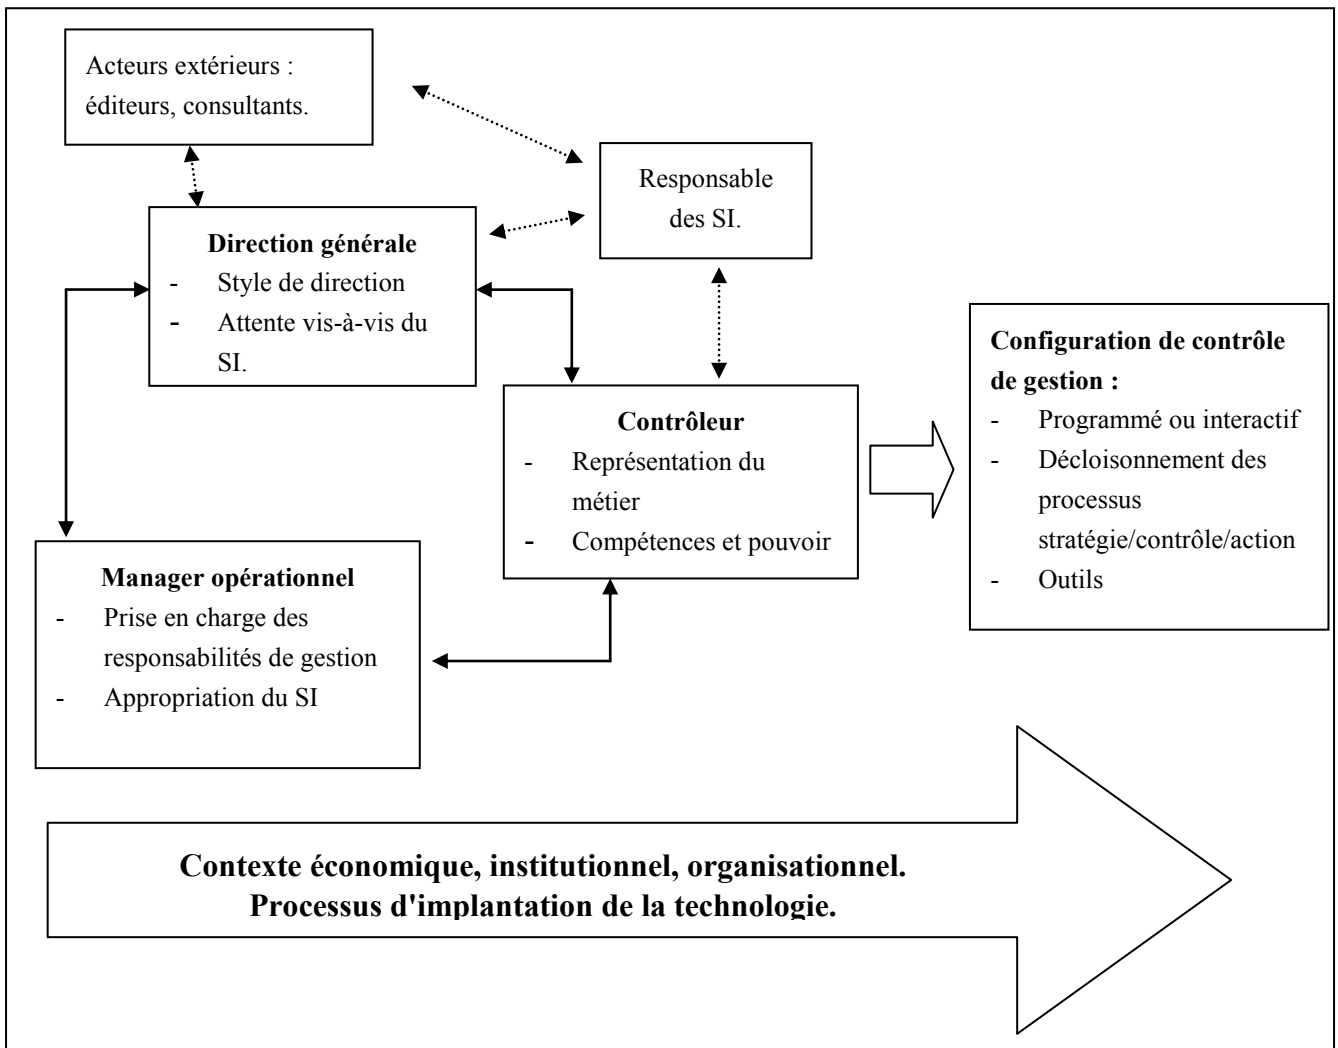 Acteurs extérieurs :
éditeurs, consultants.
Responsable
des SI.
Direction générale
- Style de direction
- Attente vis-à-vis du
SI.
Configuration de contrôle
de gestion :
- Programmé ou interactif
- Décloisonnement des
processus
stratégie/contrôle/action
- Outils
Contrôleur
- Représentation du
métier
- Compétences et pouvoir
Manager opérationnel
- Prise en charge des
responsabilités de gestion
- Appropriation du SI
Contexte économique, institutionnel, organisationnel.
Processus d'implantation de la technologie.